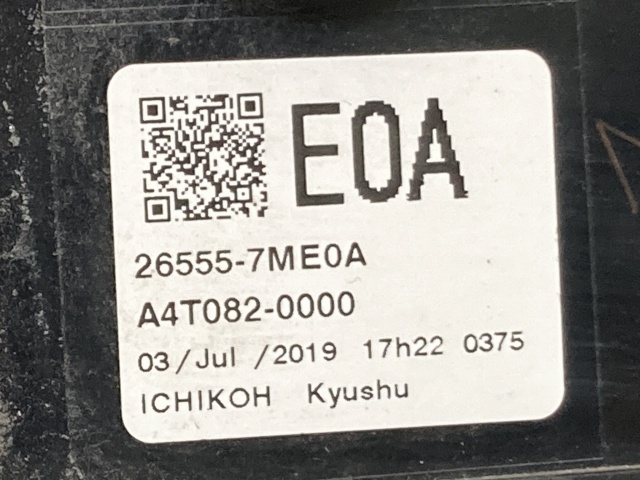 E0A
26555-7ME0A
A4T082-0000
03/Jul /2019 17h22 0375
ICHIKOH Kyushu